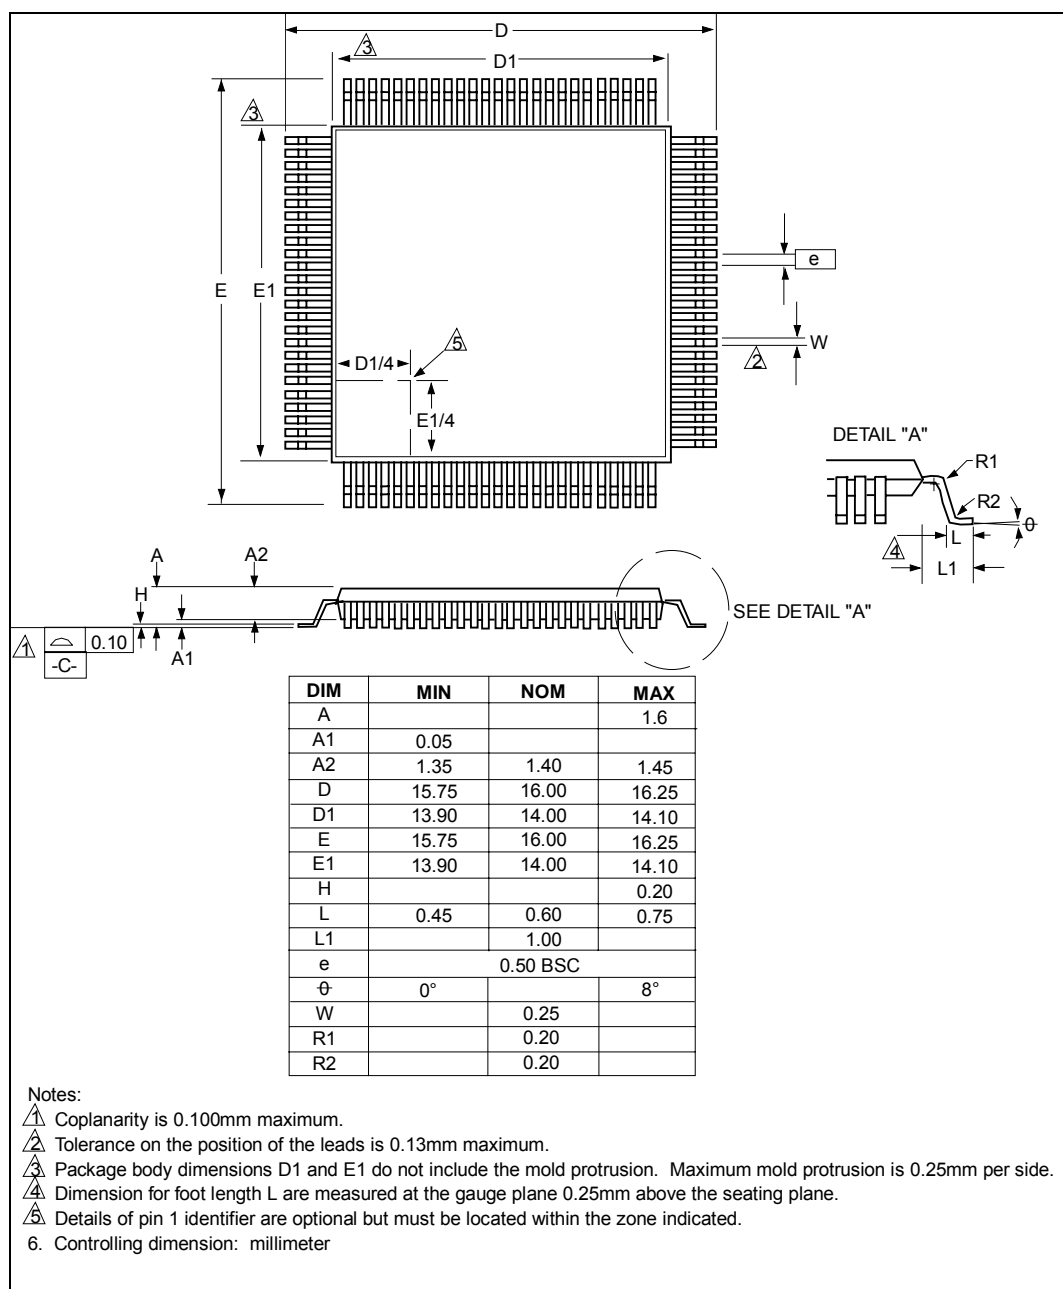 D
3
D1
3
e
E
E1
5
W
D1/4
2
E1/4
DETAIL "A"
R1
R2
θ
4
L
L1
A
A2
H
SEE DETAIL "A"
1
0.10
A1
-C-
DIM MIN NOM MAX
A 1.6
A1 0.05
A2 1.35 1.40 1.45
D 15.75 16.00 16.25
D1 13.90 14.00 14.10
E 15.75 16.00 16.25
E1 13.90 14.00 14.10
H 0.20
L 0.45 0.60 0.75
L1 1.00
e 0.50 BSC
θ 0° 8°
W 0.25
R1 0.20
R2 0.20
Notes:
1 Coplanarity is 0.100mm maximum.
2 Tolerance on the position of the leads is 0.13mm maximum.
3 Package body dimensions D1 and E1 do not include the mold protrusion. Maximum mold protrusion is 0.25mm per side.
4 Dimension for foot length L are measured at the gauge plane 0.25mm above the seating plane.
5 Details of pin 1 identifier are optional but must be located within the zone indicated.
6. Controlling dimension: millimeter